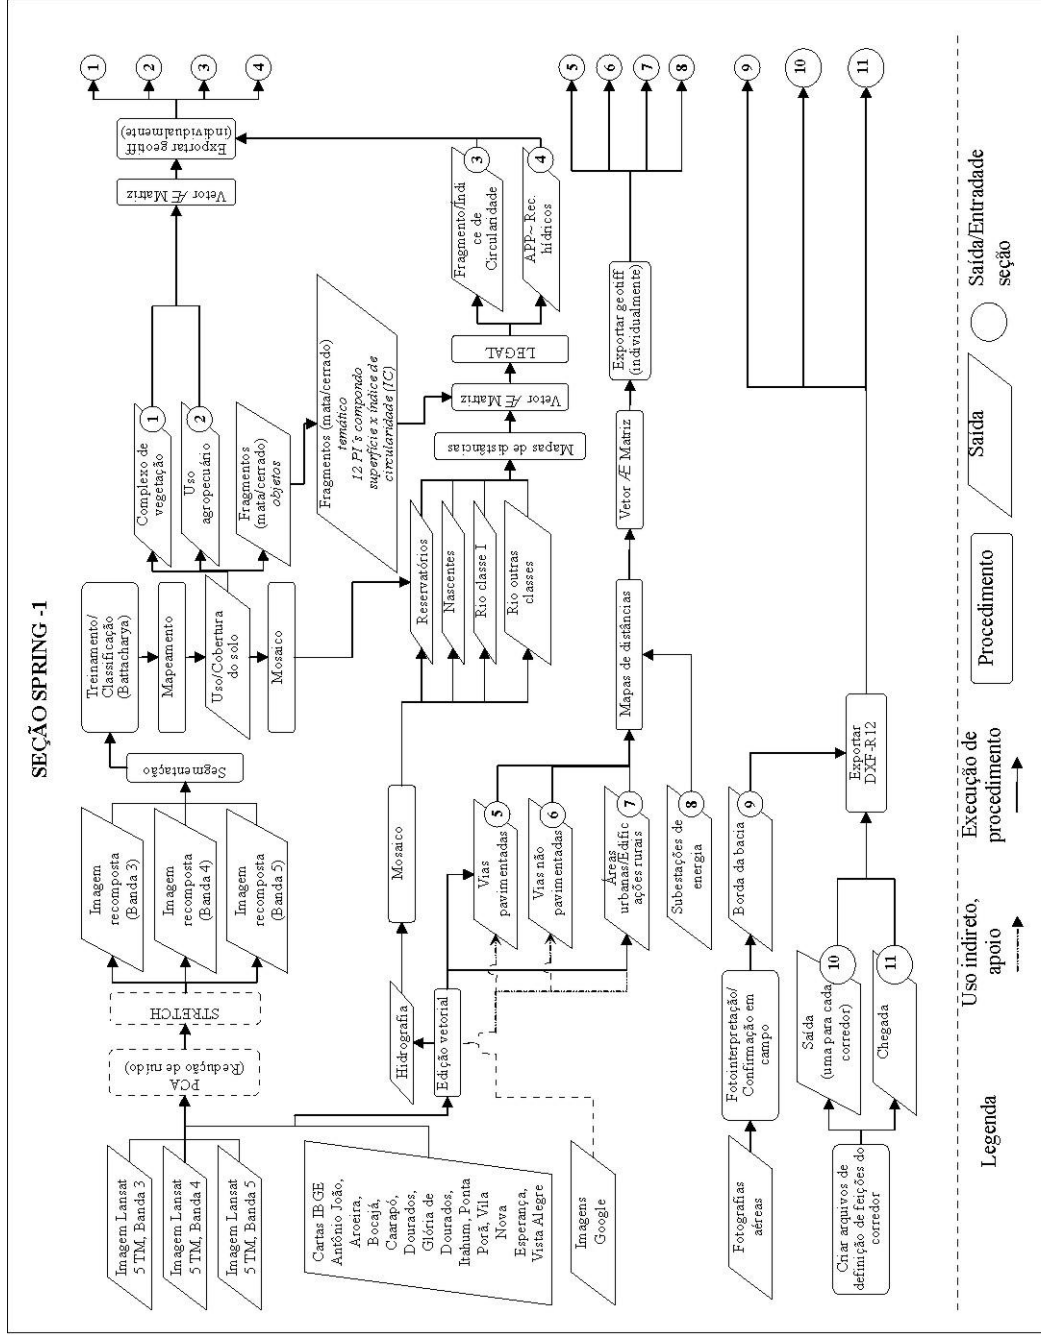 SEÇÃO SPRING -1
Imagem Lansat
5 TM, Banda 3
Imagem Lansat
5 TM, Banda 4
Imagem Lansat
5 TM, Banda 5
PCA
(Redução de ruído)
STRETCH
Imagem
recomposta
(Banda 3)
Imagem
recomposta
(Banda 4)
Imagem
recomposta
(Banda 5)
Segmentação
Treinamento/
Classificação
(Battacharya)
Mapeamento
Uso/Cobertura
do solo
Mosaico
Complexo de
vegetação
1
Uso
agropecuário
2
Fragmentos
(mata/cerrado)
objetos
Vetor Æ Matriz
Exportar geotiff
(individualmente)
1
2
3
4
Fragmentos (mata/cerrado)
temático
12 PI´s compondo
superfície x índice de
circularidade (IC)
Cartas IBGE
Antônio João,
Aroeira,
Bocajá,
Caarapó,
Dourados,
Glória de
Dourados,
Itahum, Ponta
Porã, Vila
Nova
Esperança,
Vista Alegre
Imagens
Google
Hidrografia
Edição vetorial
Mosaico
Reservatórios
Nascentes
Rio classe I
Rio outras
classes
Mapas de distâncias
Vetor Æ Matriz
LEGAL
Fragmento/Índi
ce de
Circularidade
3
APP~ Rec.
hídricos
4
Vias
pavimentadas
5
Vias não
pavimentadas
6
Áreas
urbanas/Edific
ações rurais
7
Subestações de
energia
8
Mapas de distâncias
Vetor Æ Matriz
Exportar geotiff
(individualmente)
5
6
7
8
Fotografias
aéreas
Fotointerpretação/
Confirmação em
campo
Borda da bacia
9
Criar arquivos de
definição de feições do
corredor
Saída
(uma para cada
corredor)
10
Chegada
11
Exportar
DXF-R12
9
10
11
Legenda
Uso indireto,
apoio
Execução de
procedimento
Procedimento
Saída
Saída/Entradade
seção